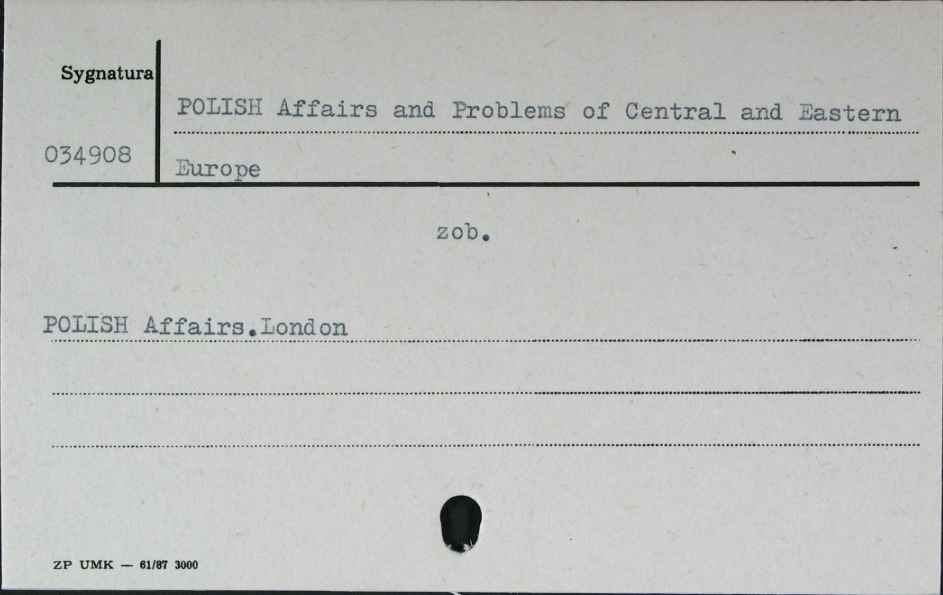 Sygnatura
POLISH Affairs and Problems of Central and Eastern
034908
Europe
zob.
POLISH Affairs.London
ZP UMK — 61/87 3000